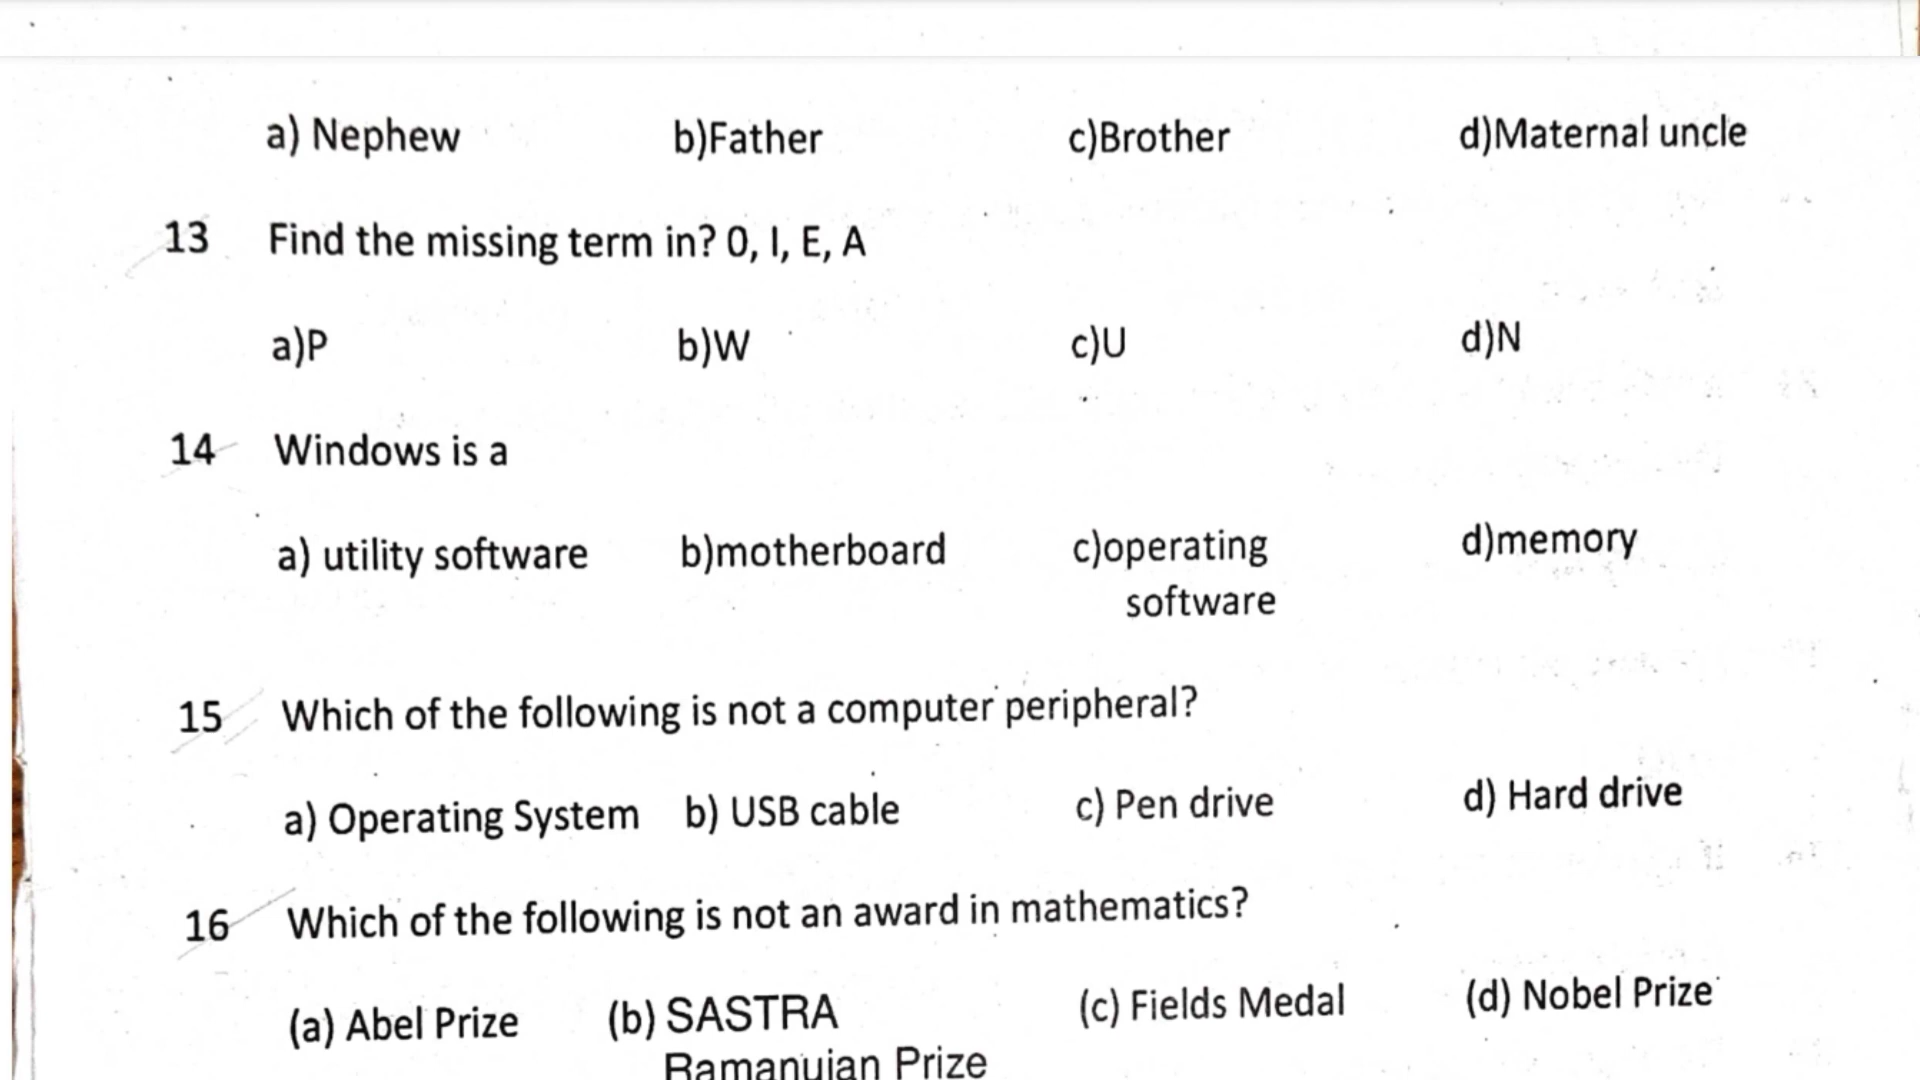 a) Nephew b)Father c)Brother d)Maternal uncle
13 Find the missing term in? O, I, E, A
a)P b)W c)U d)N
14 Windows is a
a) utility software b)motherboard c)operating software d)memory
15 Which of the following is not a computer peripheral?
a) Operating System b) USB cable c) Pen drive d) Hard drive
16 Which of the following is not an award in mathematics?
(a) Abel Prize (b) SASTRA Ramanujan Prize (c) Fields Medal (d) Nobel Prize